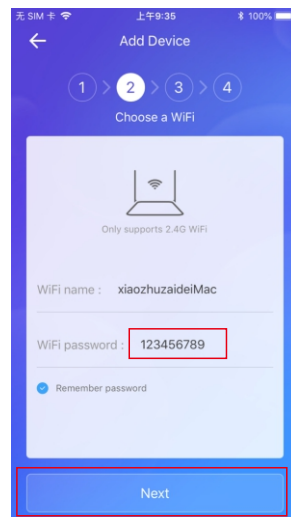 无 SIM 卡 上午9:35 100%
Add Device
1 > 2 > 3 > 4
Choose a WiFi
Only supports 2.4G WiFi
WiFi name : xiaozhuzaideiMac
WiFi password : 123456789
Remember password
Next